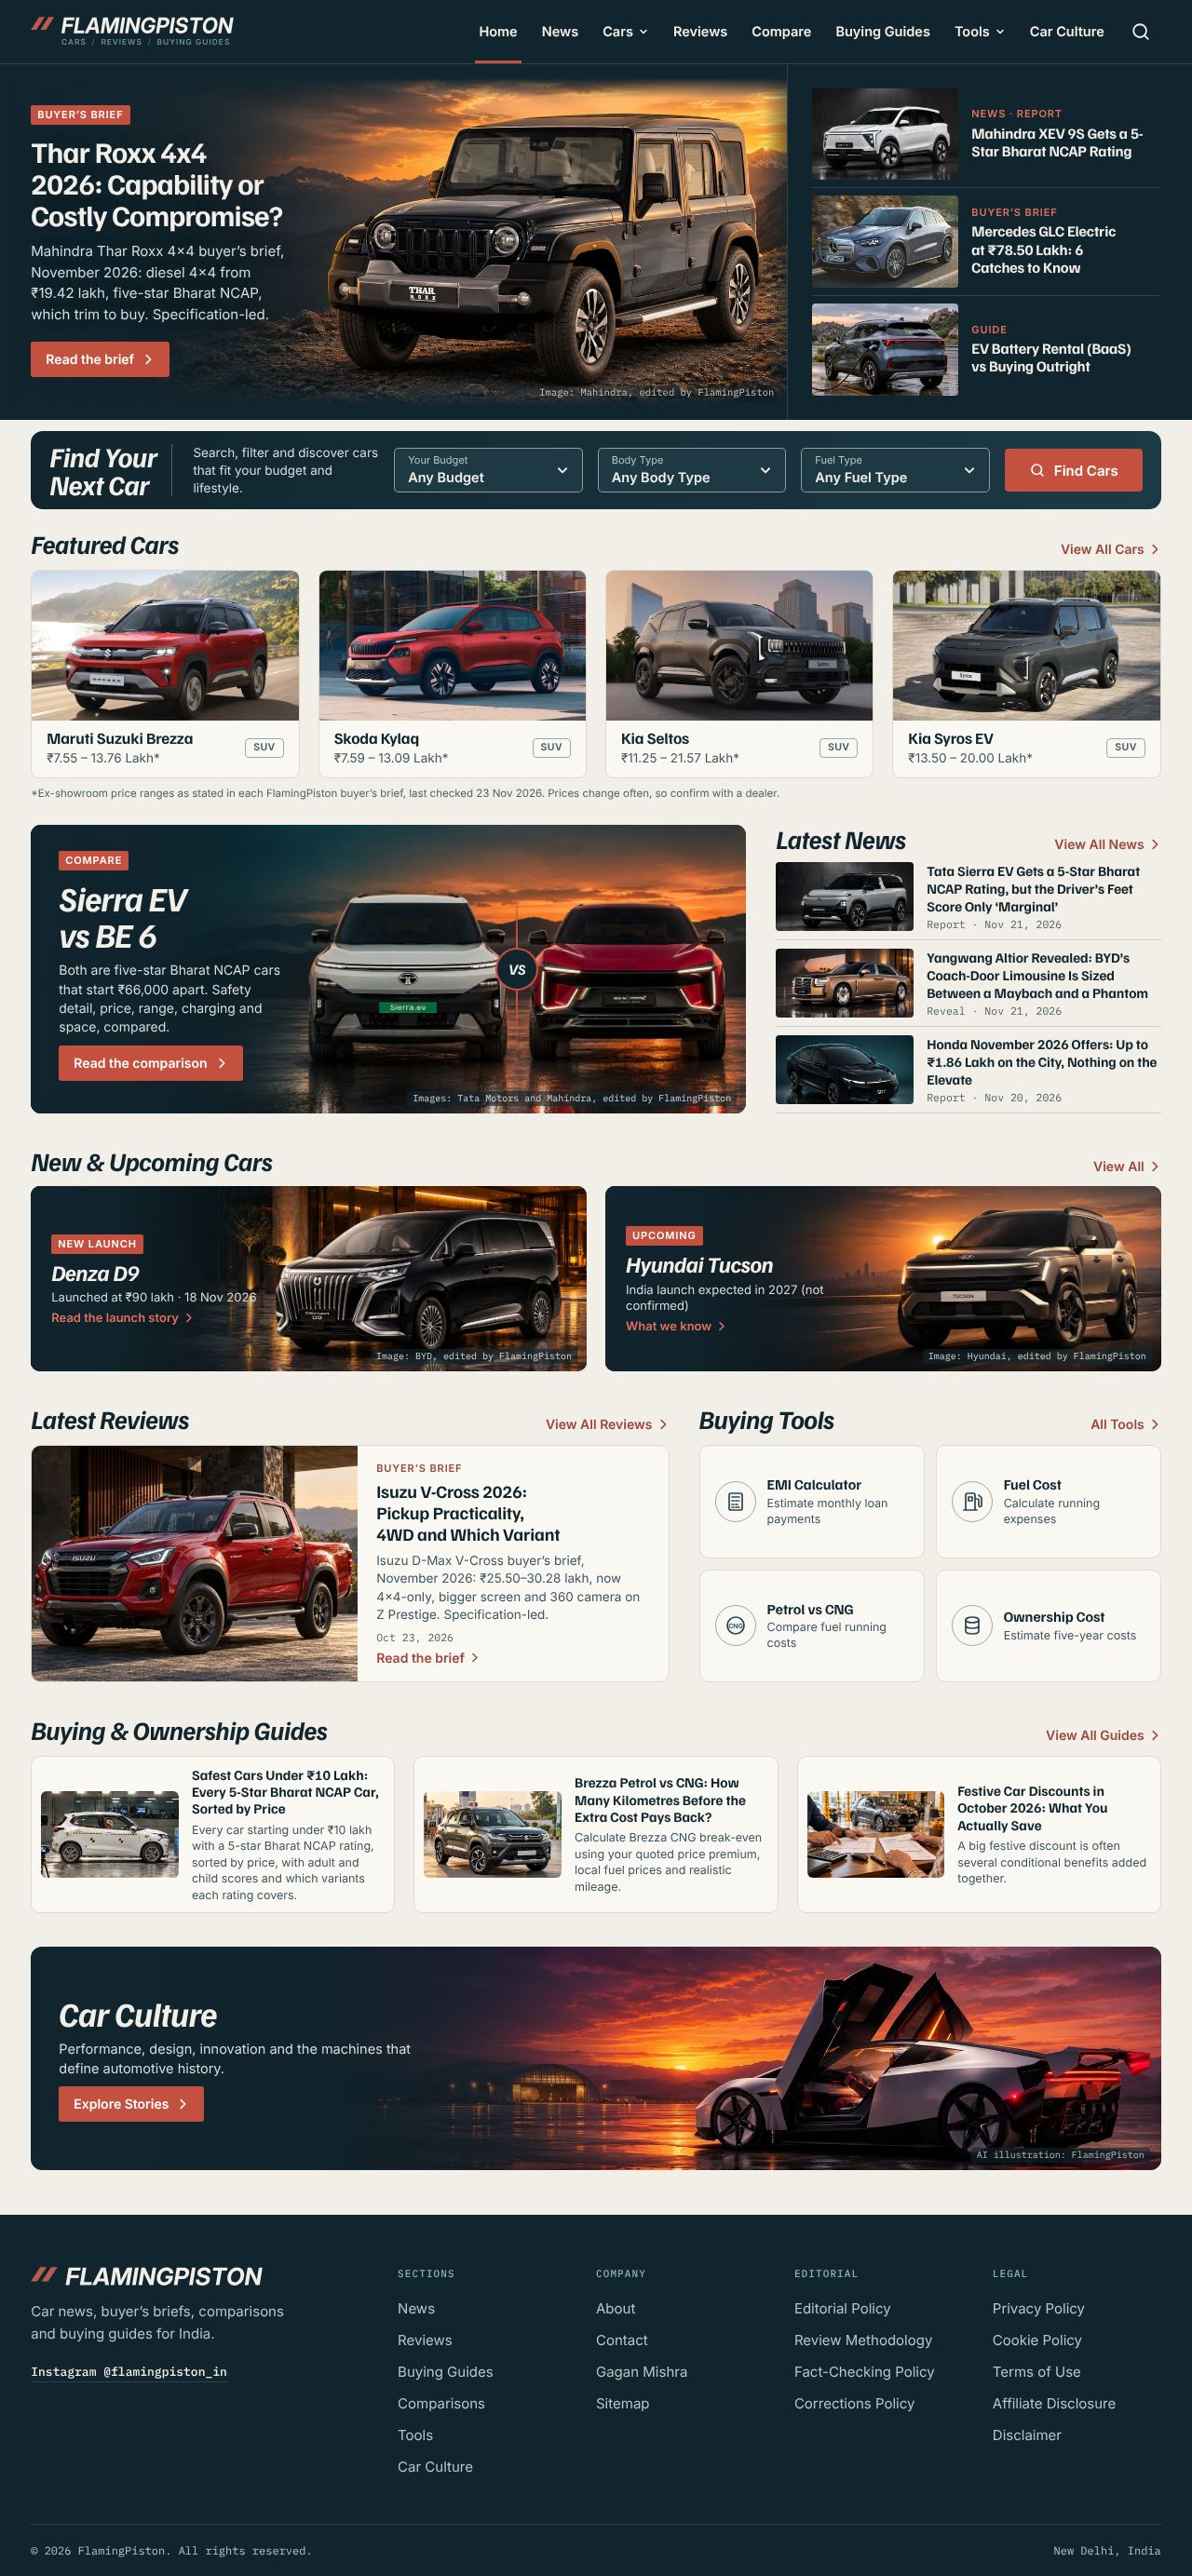 FLAMINGPISTON
CARS / REVIEWS / BUYING GUIDES
Home
News
Cars
Reviews
Compare
Buying Guides
Tools
Car Culture
BUYER'S BRIEF
Thar Roxx 4x4
2026: Capability or
Costly Compromise?
Mahindra Thar Roxx 4×4 buyer's brief,
November 2026: diesel 4×4 from
₹19.42 lakh, five-star Bharat NCAP,
which trim to buy. Specification-led.
Read the brief
THAR
ROXX
Image: Mahindra, edited by FlamingPiston
NEWS · REPORT
Mahindra XEV 9S Gets a 5-
Star Bharat NCAP Rating
BUYER'S BRIEF
Mercedes GLC Electric
at ₹78.50 Lakh: 6
Catches to Know
GUIDE
EV Battery Rental (BaaS)
vs Buying Outright
Find Your
Next Car
Search, filter and discover cars
that fit your budget and
lifestyle.
Your Budget
Any Budget
Body Type
Any Body Type
Fuel Type
Any Fuel Type
Find Cars
Featured Cars
View All Cars
Seltos
Syros
Maruti Suzuki Brezza
₹7.55 – 13.76 Lakh*
SUV
Skoda Kylaq
₹7.59 – 13.09 Lakh*
SUV
Kia Seltos
₹11.25 – 21.57 Lakh*
SUV
Kia Syros EV
₹13.50 – 20.00 Lakh*
SUV
*Ex-showroom price ranges as stated in each FlamingPiston buyer's brief, last checked 23 Nov 2026. Prices change often, so confirm with a dealer.
COMPARE
Sierra EV
vs BE 6
Both are five-star Bharat NCAP cars
that start ₹66,000 apart. Safety
detail, price, range, charging and
space, compared.
Read the comparison
Sierra.ev
VS
Images: Tata Motors and Mahindra, edited by FlamingPiston
Latest News
View All News
Tata Sierra EV Gets a 5-Star Bharat
NCAP Rating, but the Driver's Feet
Score Only 'Marginal'
Report · Nov 21, 2026
Yangwang Altior Revealed: BYD's
Coach-Door Limousine Is Sized
Between a Maybach and a Phantom
Reveal · Nov 21, 2026
Honda November 2026 Offers: Up to
₹1.86 Lakh on the City, Nothing on the
Elevate
Report · Nov 20, 2026
New & Upcoming Cars
View All
NEW LAUNCH
Denza D9
Launched at ₹90 lakh · 18 Nov 2026
Read the launch story
Image: BYD, edited by FlamingPiston
UPCOMING
Hyundai Tucson
India launch expected in 2027 (not
confirmed)
What we know
TUCSON
Image: Hyundai, edited by FlamingPiston
Latest Reviews
View All Reviews
ISUZU
BUYER'S BRIEF
Isuzu V-Cross 2026:
Pickup Practicality,
4WD and Which Variant
Isuzu D-Max V-Cross buyer's brief,
November 2026: ₹25.50–30.28 lakh, now
4×4-only, bigger screen and 360 camera on
Z Prestige. Specification-led.
Oct 23, 2026
Read the brief
Buying Tools
All Tools
EMI Calculator
Estimate monthly loan
payments
Fuel Cost
Calculate running
expenses
CNG
Petrol vs CNG
Compare fuel running
costs
Ownership Cost
Estimate five-year costs
Buying & Ownership Guides
View All Guides
Safest Cars Under ₹10 Lakh:
Every 5-Star Bharat NCAP Car,
Sorted by Price
Every car starting under ₹10 lakh
with a 5-star Bharat NCAP rating,
sorted by price, with adult and
child scores and which variants
each rating covers.
Brezza Petrol vs CNG: How
Many Kilometres Before the
Extra Cost Pays Back?
Calculate Brezza CNG break-even
using your quoted price premium,
local fuel prices and realistic
mileage.
Festive Car Discounts in
October 2026: What You
Actually Save
A big festive discount is often
several conditional benefits added
together.
Car Culture
Performance, design, innovation and the machines that
define automotive history.
Explore Stories
AI illustration: FlamingPiston
FLAMINGPISTON
Car news, buyer's briefs, comparisons
and buying guides for India.
Instagram @flamingpiston_in
SECTIONS
News
Reviews
Buying Guides
Comparisons
Tools
Car Culture
COMPANY
About
Contact
Gagan Mishra
Sitemap
EDITORIAL
Editorial Policy
Review Methodology
Fact-Checking Policy
Corrections Policy
LEGAL
Privacy Policy
Cookie Policy
Terms of Use
Affiliate Disclosure
Disclaimer
© 2026 FlamingPiston. All rights reserved.
New Delhi, India